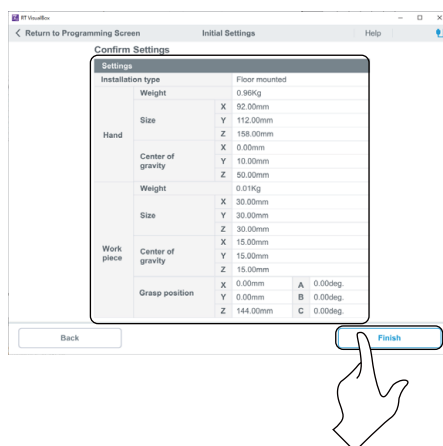 RT VisualBox
Return to Programming Screen Initial Settings Help
Confirm Settings
Settings
Installation type Floor mounted
Hand
Weight 0.96Kg
Size X 92.00mm
Y 112.00mm
Z 158.00mm
Center of gravity X 0.00mm
Y 10.00mm
Z 50.00mm
Work piece
Weight 0.01Kg
Size X 30.00mm
Y 30.00mm
Z 30.00mm
Center of gravity X 15.00mm
Y 15.00mm
Z 15.00mm
Grasp position X 0.00mm A 0.00deg.
Y 0.00mm B 0.00deg.
Z 144.00mm C 0.00deg.
Back Finish